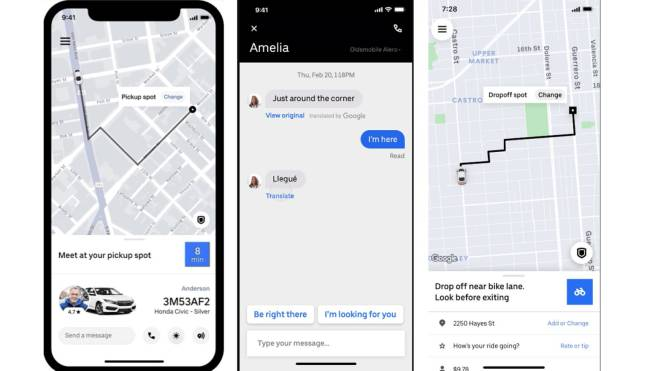 9:41
Pickup spot Change
Meet at your pickup spot
8
min
Anderson
3M53AF2
4.7★
Honda Civic - Silver
Send a message
9:41
Amelia
Oldsmobile Alero
Thu, Feb 20, 1:18PM
Just around the corner
View original translated by Google
I'm here
Read
Llegué
Translate
Be right there
I'm looking for you
Type your message...
7:28
Castro St
UPPER
MARKET
16th St
Dolores St
Guerrero St
Valencia St
18
CASTRO
Dropoff spot Change
Google
Drop off near bike lane.
Look before exiting
2250 Hayes St
Add or Change
How's your ride going?
Rate or tip
$9.78